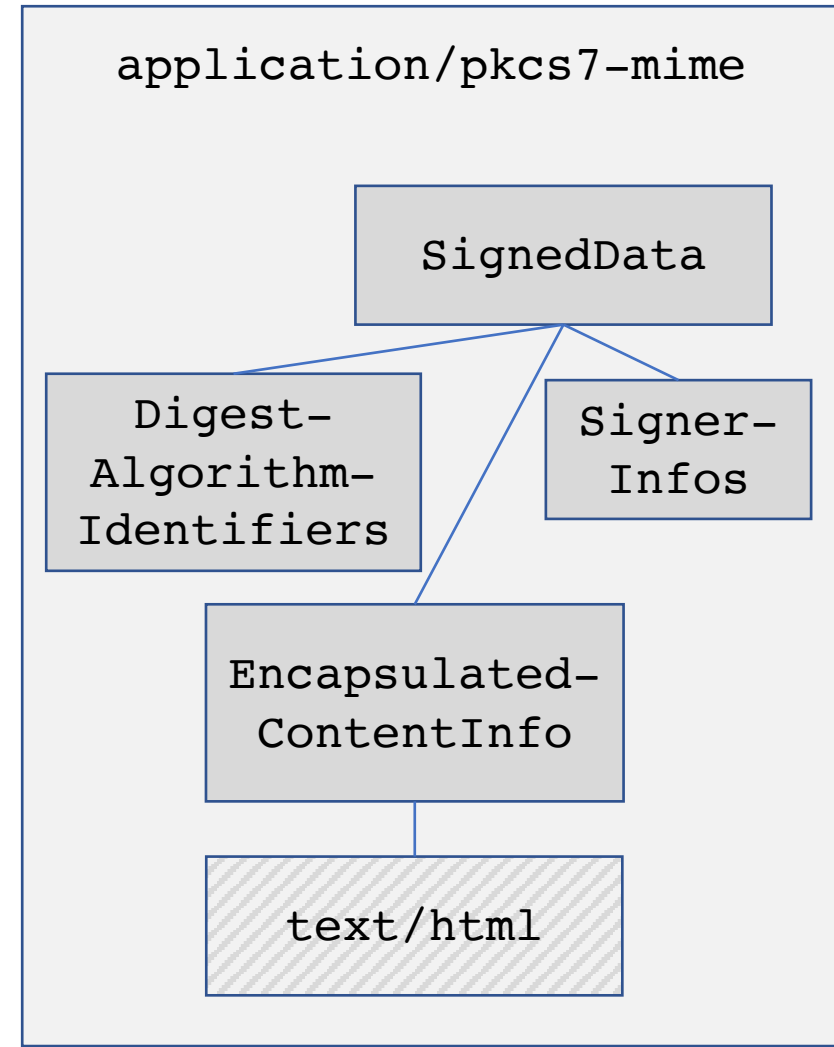 application/pkcs7-mime
SignedData
Digest-
Algorithm-
Identifiers
Signer-
Infos
Encapsulated-
ContentInfo
text/html